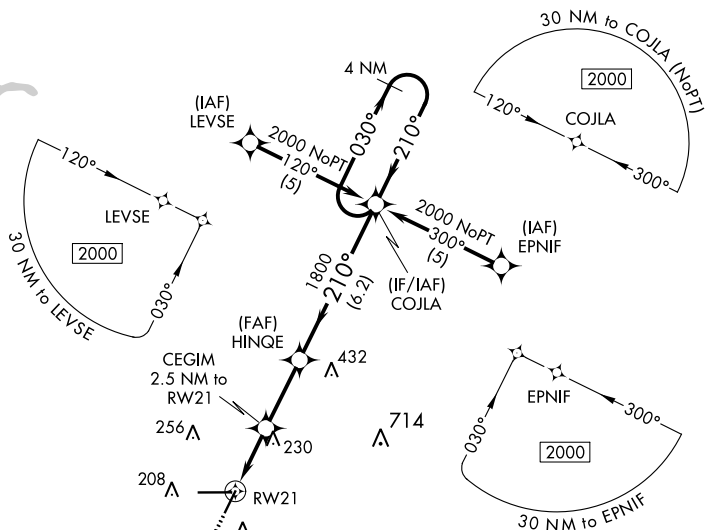 30 NM to COJLA (NoPT)
2000
120°
COJLA
300°
4 NM
030°
210°
(IAF)
LEVSE
2000 NoPT
120°
(5)
120°
LEVSE
2000
030°
30 NM to LEVSE
2000 NoPT
300°
(5)
(IAF)
EPNIF
(IF/IAF)
COJLA
1800
210°
(6.2)
(FAF)
HINQE
432
CEGIM
2.5 NM to
RW21
256
230
714
208
RW21
EPNIF
300°
030°
2000
30 NM to EPNIF